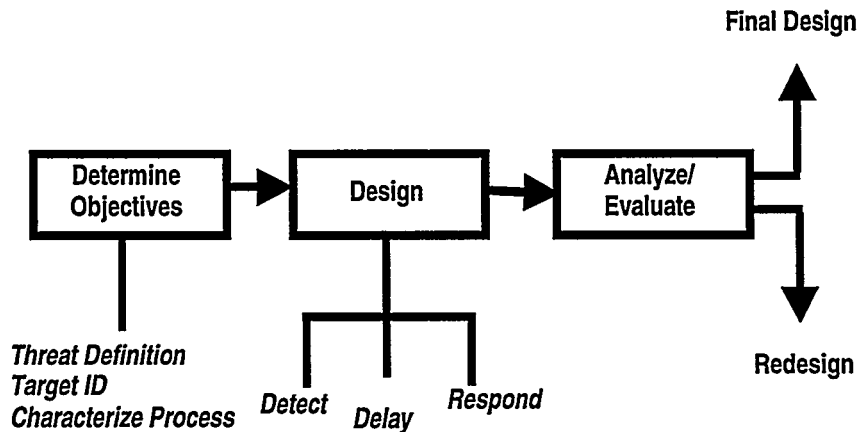 Final Design
Determine
Objectives
Design
Analyze/
Evaluate
Threat Definition
Target ID
Characterize Process
Detect
Delay
Respond
Redesign